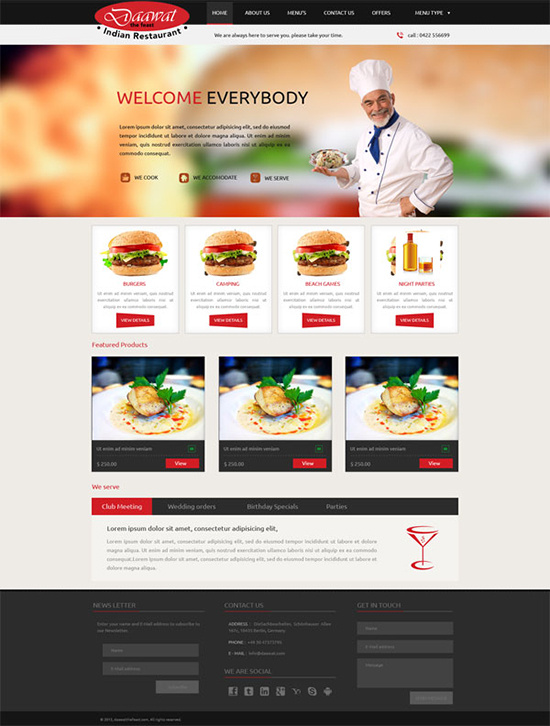 Daawat
the feast
Indian Restaurant
HOME
ABOUT US
MENU'S
CONTACT US
OFFERS
MENU TYPE
We are always here to serve you. please take your time.
call : 0422 556699
WELCOME EVERYBODY
Lorem ipsum dolor sit amet, consectetur adipisicing elit, sed do eiusmod
tempor incididunt ut labore et dolore magna aliqua. Ut enim ad minim
veniam, quis nostrud exercitation ullamco laboris nisi ut aliquip ex ea
commodo consequat.
WE COOK
WE ACCOMODATE
WE SERVE
BURGERS
Ut enim ad minim veniam, quis nostrud
exercitation ullamco laboris nisi ut
aliquip ex ea commodo consequat.
VIEW DETAILS
CAMPING
Ut enim ad minim veniam, quis nostrud
exercitation ullamco laboris nisi ut
aliquip ex ea commodo consequat.
VIEW DETAILS
BEACH GAMES
Ut enim ad minim veniam, quis nostrud
exercitation ullamco laboris nisi ut
aliquip ex ea commodo consequat.
VIEW DETAILS
NIGHT PARTIES
Ut enim ad minim veniam, quis nostrud
exercitation ullamco laboris nisi ut
aliquip ex ea commodo consequat.
VIEW DETAILS
Featured Products
Ut enim ad minim veniam
$ 250.00
View
Ut enim ad minim veniam
$ 250.00
View
Ut enim ad minim veniam
$ 250.00
View
We serve
Club Meeting
Wedding orders
Birthday Specials
Parties
Lorem ipsum dolor sit amet, consectetur adipisicing elit,
Lorem ipsum dolor sit amet, consectetur adipisicing elit, sed do eiusmod tempor incididunt ut labore et dolore
magna aliqua. Ut enim ad minim veniam, quis nostrud exercitation ullamco laboris nisi ut aliquip ex ea commodo
consequat.Lorem ipsum dolor sit amet, consectetur adipisicing elit, sed do eiusmod tempor incididunt ut labore et
dolore magna aliqua.
NEWS LETTER
Enter your name and E-mail address to subscribe to
our Newsletter.
Name
E-mail address
CONTACT US
ADDRESS :
Allee
10439 Berlin, Germany
PHONE : +49 30 47373795
E - MAIL : info@daawat.com
WE ARE SOCIAL
GET IN TOUCH
Name
E-mail address
Message
© 2013, All rights reserved